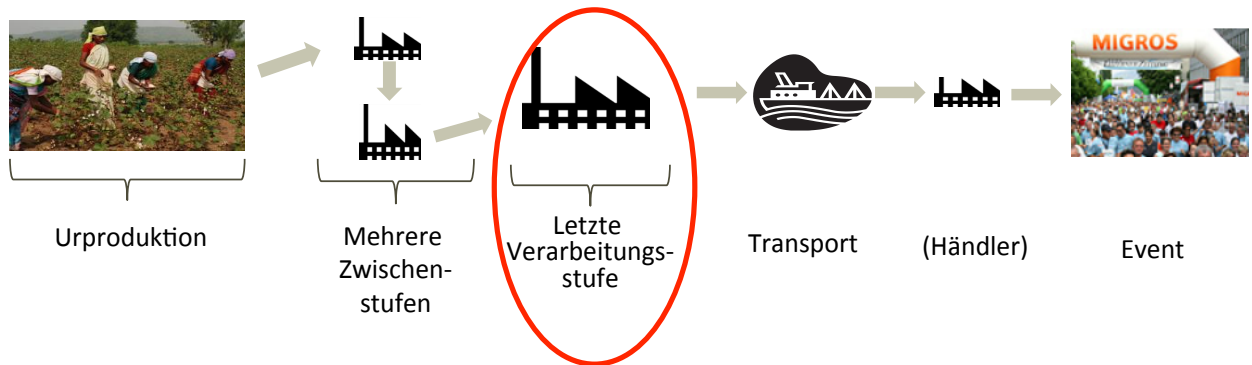 MIGROS
Urproduktion
Mehrere
Zwischen-
stufen
Letzte
Verarbeitungs-
stufe
Transport
(Händler)
Event